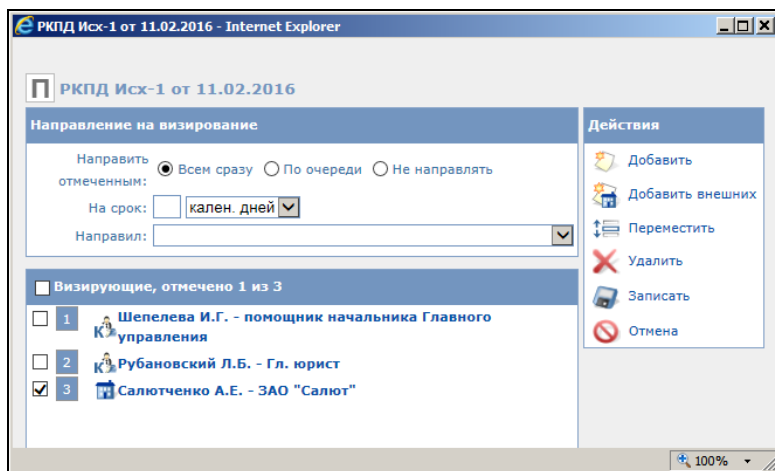 РКПД Исх-1 от 11.02.2016 - Internet Explorer
П РКПД Исх-1 от 11.02.2016
Направление на визирование
Направить отмеченным: Всем сразу По очереди Не направлять
На срок: кален. дней
Направил:
Визирующие, отмечено 1 из 3
1 К Шепелева И.Г. - помощник начальника Главного
управления
2 К Рубановский Л.Б. - Гл. юрист
3 Салютченко А.Е. - ЗАО "Салют"
Действия
Добавить
Добавить внешних
Переместить
Удалить
Записать
Отмена
100%